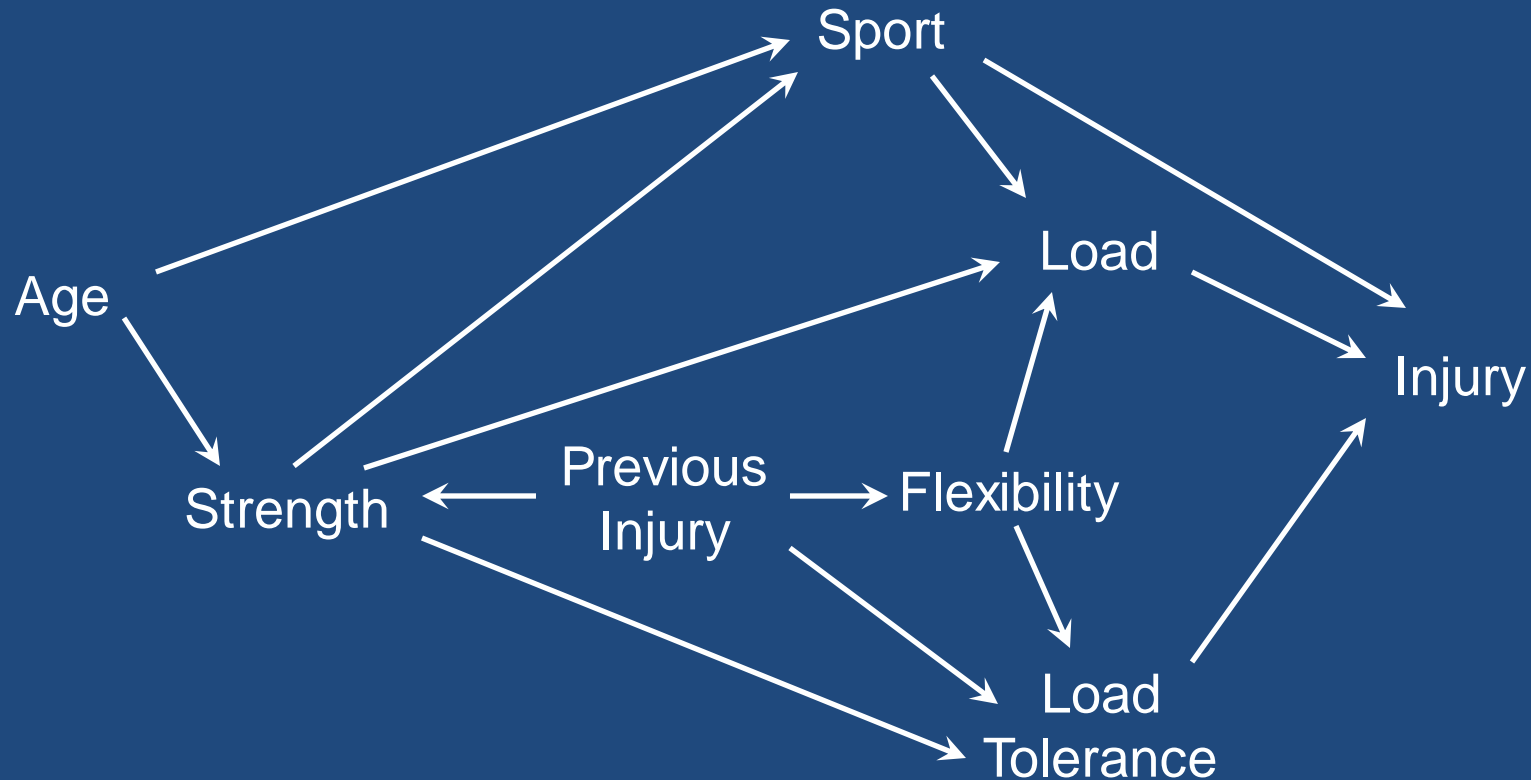 Sport
Load
Age
Injury
Previous
Injury
Flexibility
Strength
Load
Tolerance